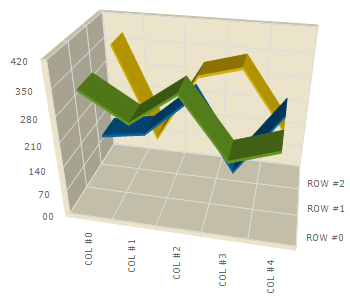 420
350
280
210
140
70
00
ROW #2
ROW #1
ROW #0
COL #0
COL #1
COL #2
COL #3
COL #4